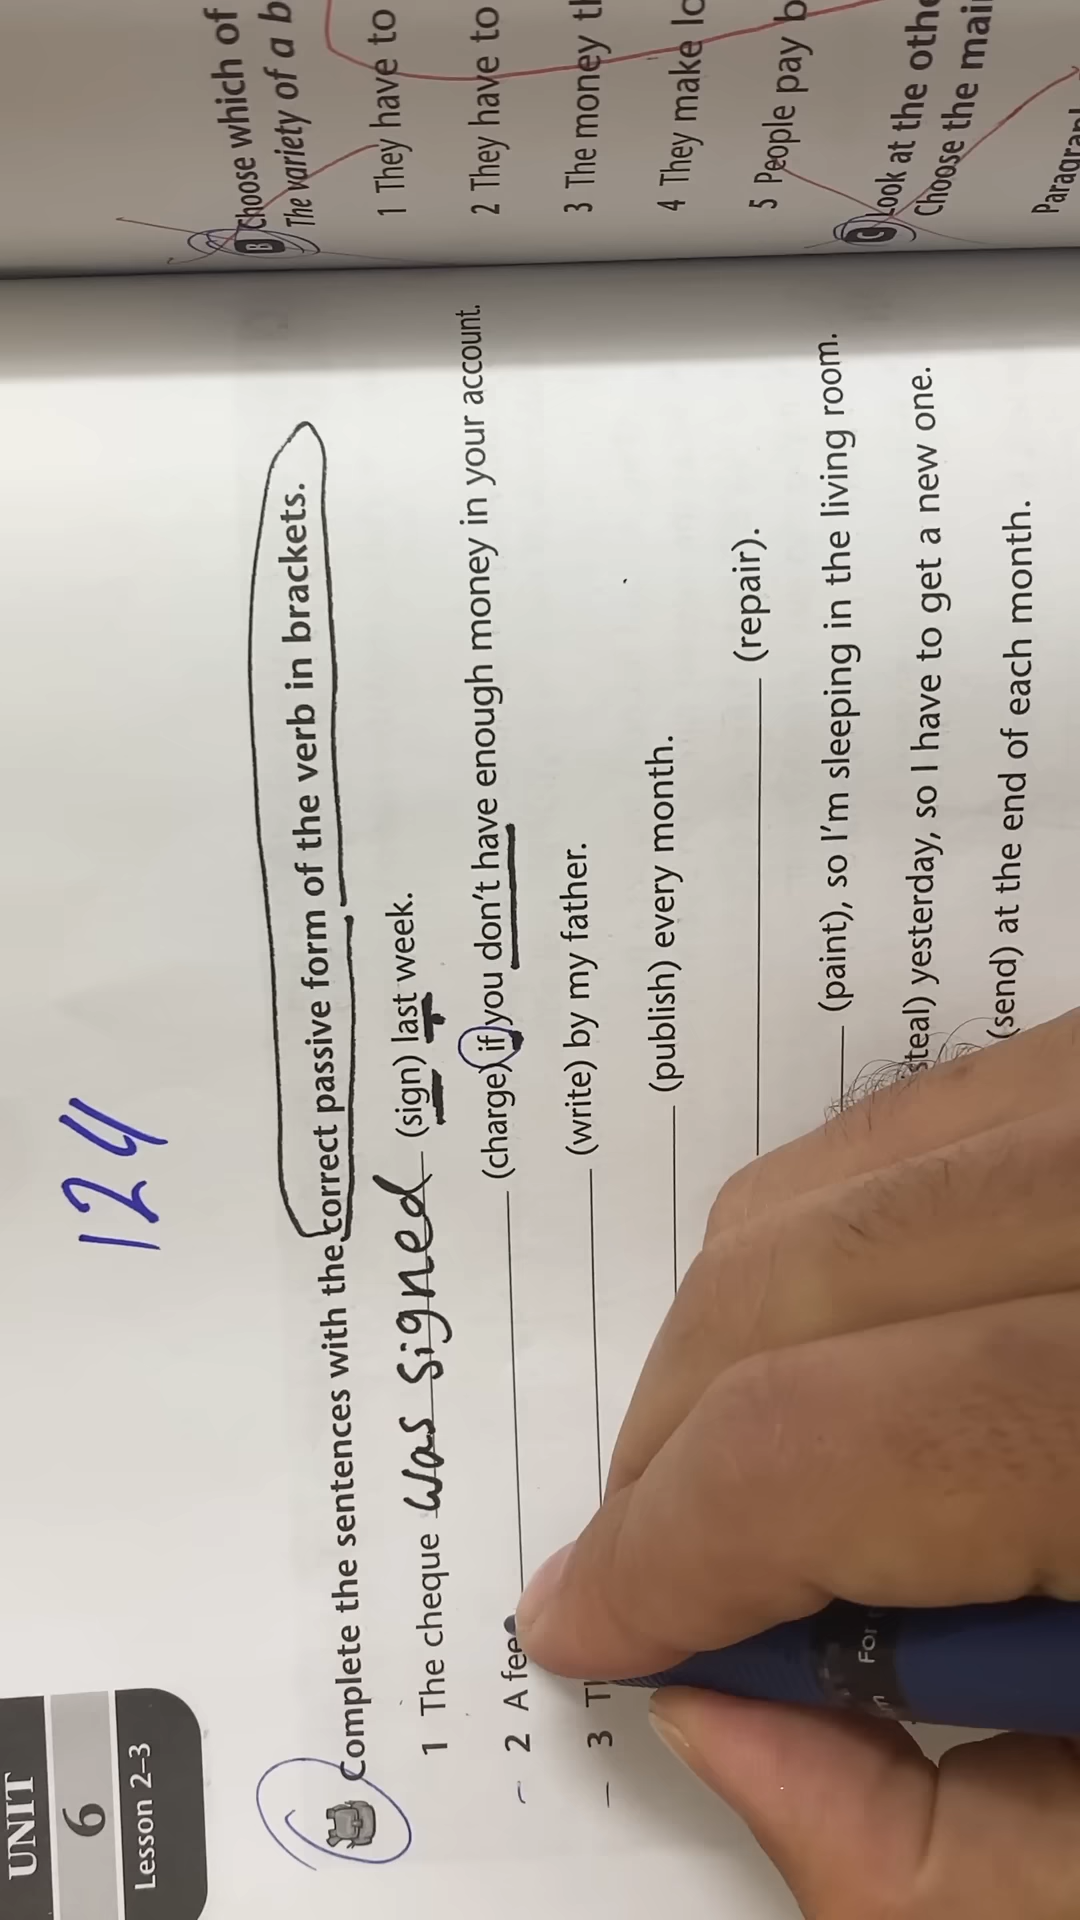 UNIT
6
Lesson 2–3
124
Complete the sentences with the correct passive form of the verb in brackets.
1 The cheque was signed (sign) last week.
2 A fee (charge) if you don't have enough money in your account.
3 (write) by my father.
(publish) every month.
(repair).
(paint), so I'm sleeping in the living room.
steal) yesterday, so I have to get a new one.
(send) at the end of each month.
For
B Choose which of
The variety of a b
1 They have to
2 They have to
3 The money
4 They make
5 People pay
C Look at the
Choose the